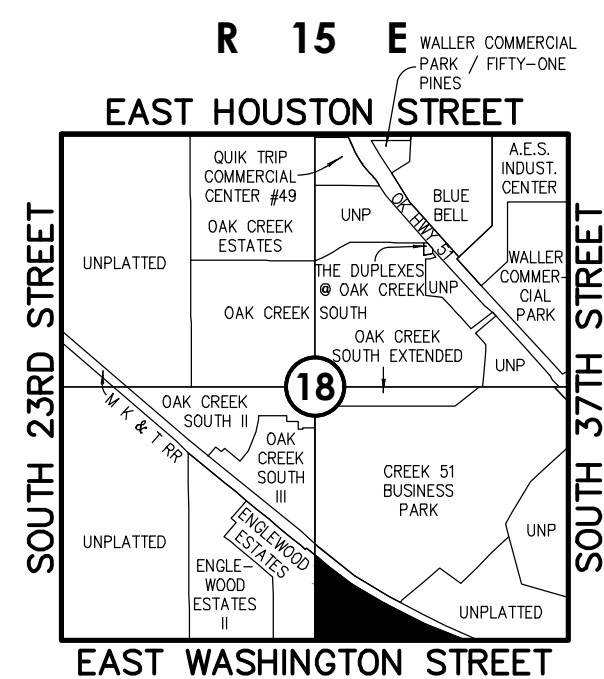 R 15 E
WALLER COMMERCIAL
PARK / FIFTY-ONE
PINES
EAST HOUSTON STREET
QUIK TRIP
COMMERCIAL
CENTER #49
A.E.S.
INDUST.
CENTER
BLUE
BELL
UNP
OAK CREEK
ESTATES
OK HWY 51
UNPLATTED
THE DUPLEXES
@ OAK CREEK
UNP
WALLER
COMMER-
CIAL
PARK
OAK CREEK SOUTH
OAK CREEK
SOUTH EXTENDED
UNP
SOUTH 23RD STREET
SOUTH 37TH STREET
18
M K & T RR
OAK CREEK
SOUTH II
OAK
CREEK
SOUTH
III
CREEK 51
BUSINESS
PARK
UNP
UNPLATTED
ENGLEWOOD
ESTATES
ENGLE-
WOOD
ESTATES
II
UNPLATTED
EAST WASHINGTON STREET